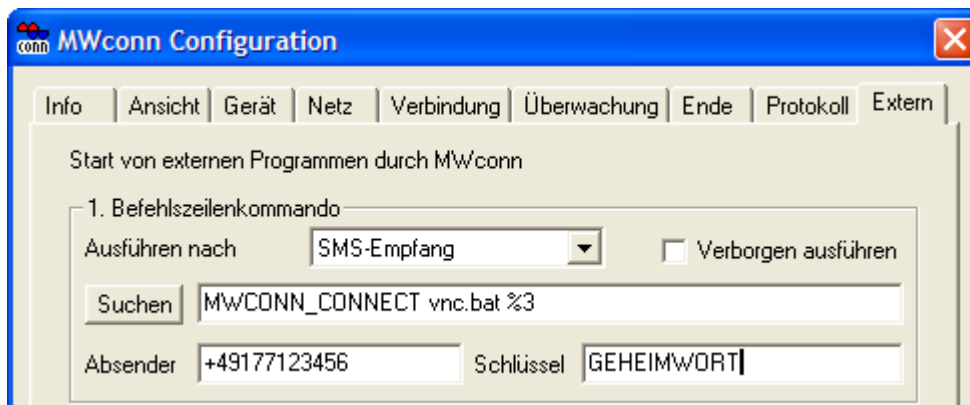 conn MWconn Configuration
Info Ansicht Gerät Netz Verbindung Überwachung Ende Protokoll Extern
Start von externen Programmen durch MWconn
1. Befehlszeilenkommando
Ausführen nach SMS-Empfang Verborgen ausführen
Suchen MWCONN_CONNECT vnc.bat %3
Absender +49177123456 Schlüssel GEHEIMWORT